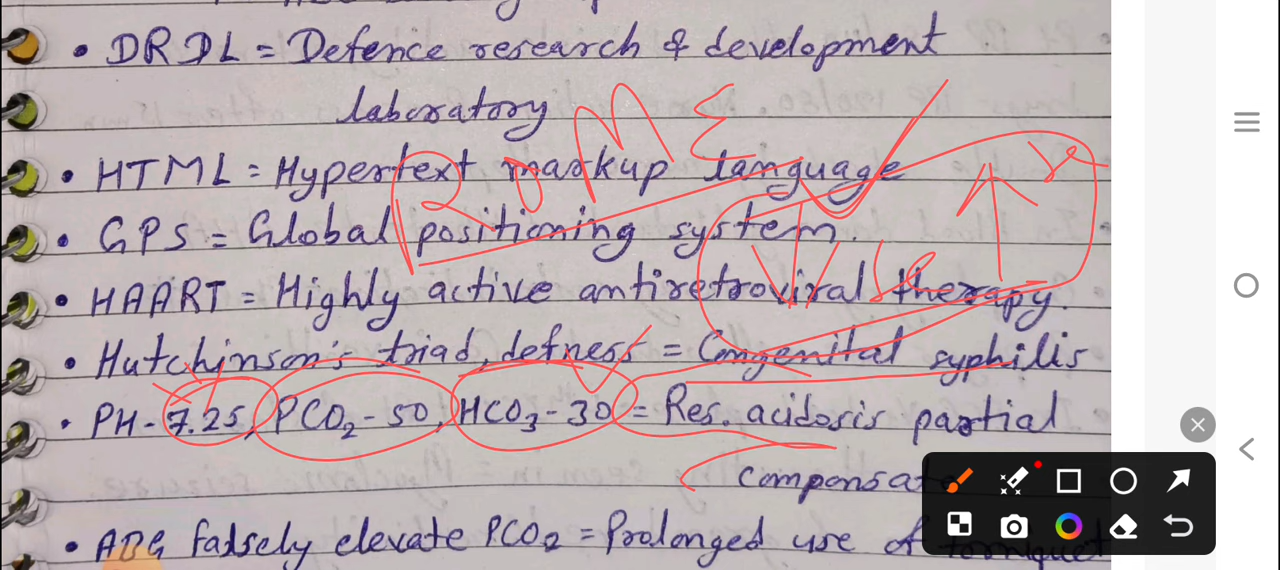 • DRDL = Defence research & development
laboratory
• HTML = Hypertext markup language
• GPS = Global positioning system.
• HAART = Highly active antiretroviral therapy.
• Hutchinson's triad, defness = Congenital syphilis
• PH - 7.25, PCO2 - 50, HCO3 - 30 = Res. acidosis partial
• ABG falsely elevate PCO2 = Prolonged use of
ROME